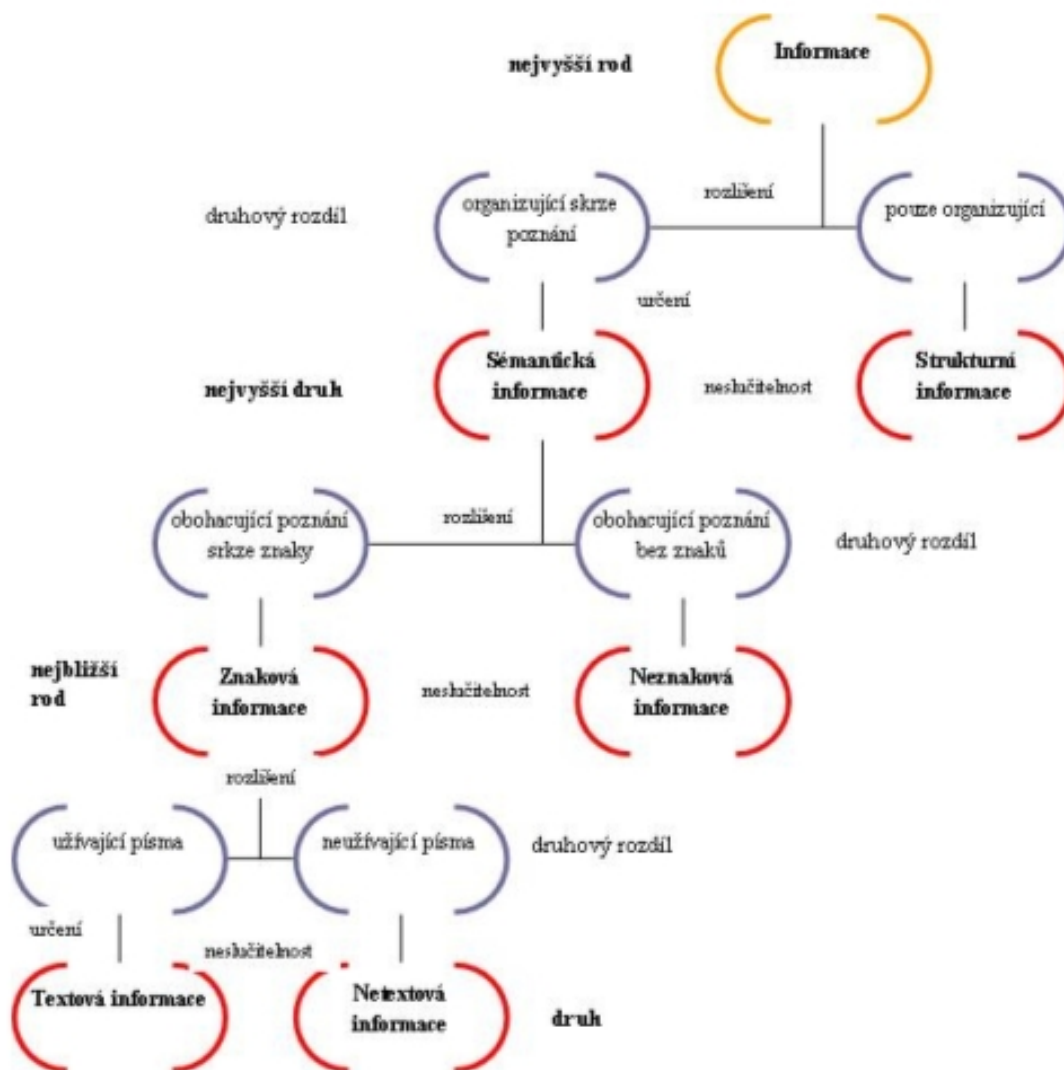 nejvyšší rod
Informace
druhový rozdíl
organizující skrze
poznání
rozlišení
pouze organizující
určení
nejvyšší druh
Sémantická
informace
neslučitelnost
Strukturní
informace
obohacující poznání
srkze znaky
rozlišení
obohacující poznání
bez znaků
druhový rozdíl
nejbližší
rod
Znaková
informace
neslučitelnost
Neznaková
informace
rozlišení
užívající písma
neužívající písma
druhový rozdíl
určení
neslučitelnost
Textová informace
Netextová
informace
druh